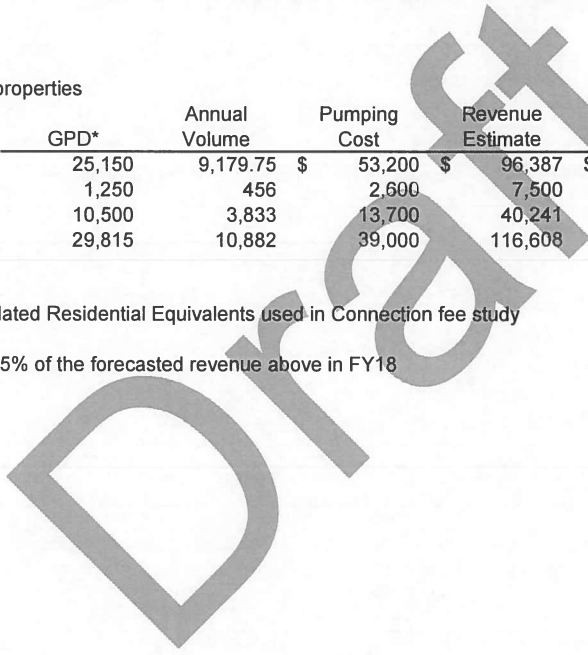 properties
Annual Pumping Revenue
GPD* Volume Cost Estimate
25,150 9,179.75 $ 53,200 $ 96,387 $
1,250 456 2,600 7,500
10,500 3,833 13,700 40,241
29,815 10,882 39,000 116,608
lated Residential Equivalents used in Connection fee study
5% of the forecasted revenue above in FY18
Draft